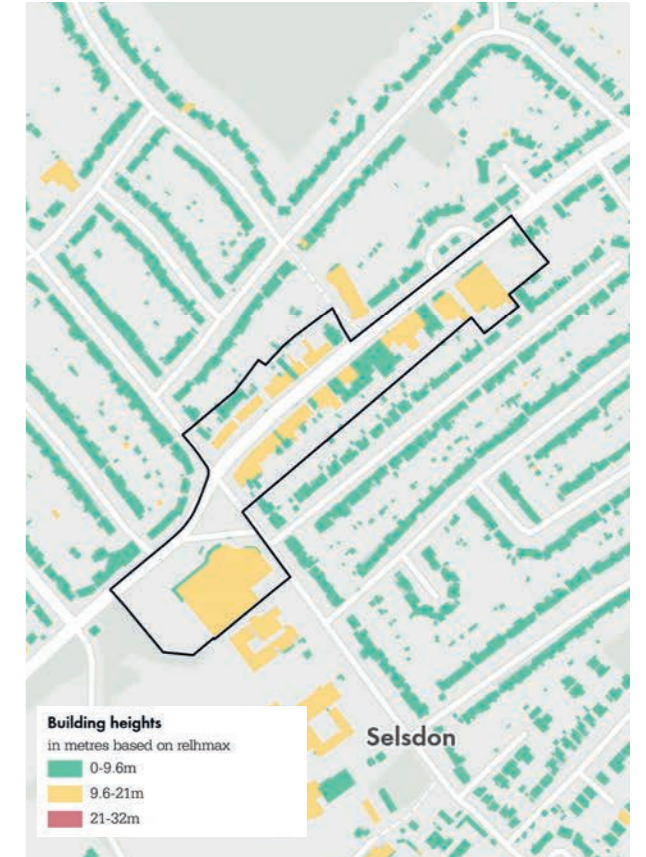 Selsdon
Building heights
in metres based on relhmax
0-9.6m
9.6-21m
21-32m